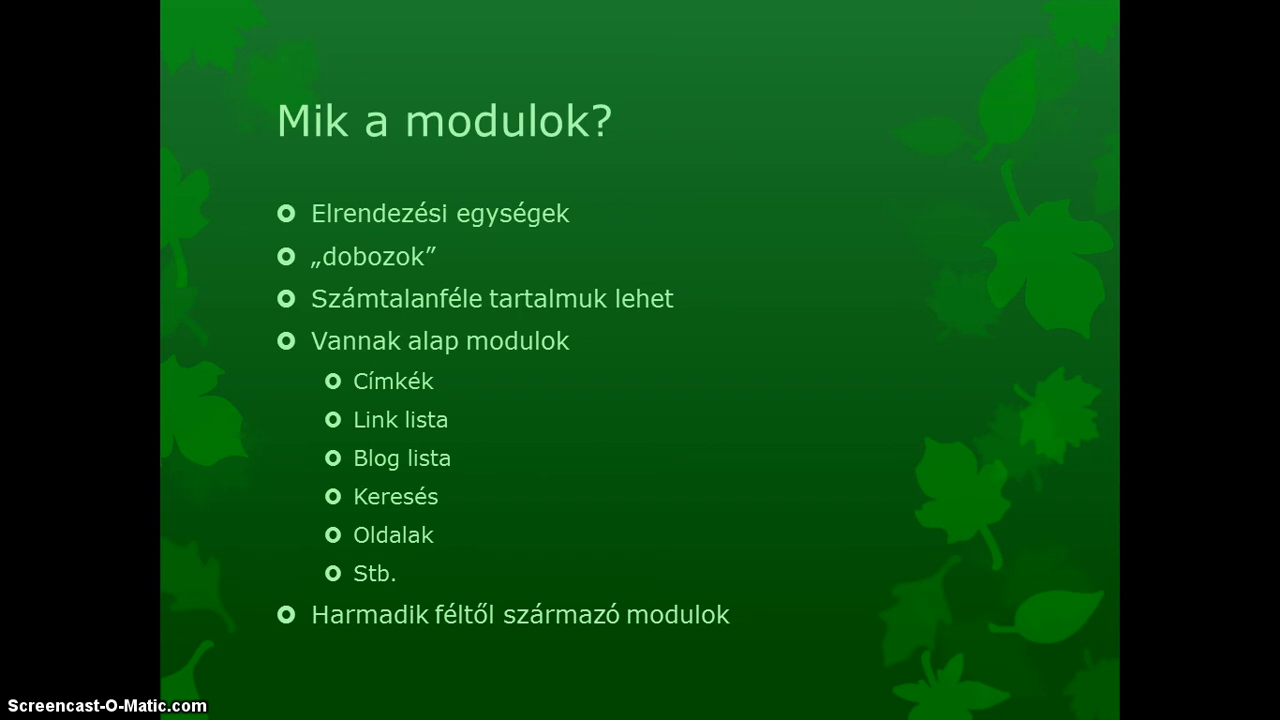 Mik a modulok?
Elrendezési egységek
„dobozok”
Számtalanféle tartalmuk lehet
Vannak alap modulok
Címkék
Link lista
Blog lista
Keresés
Oldalak
Stb.
Harmadik féltől származó modulok
Screencast-O-Matic.com